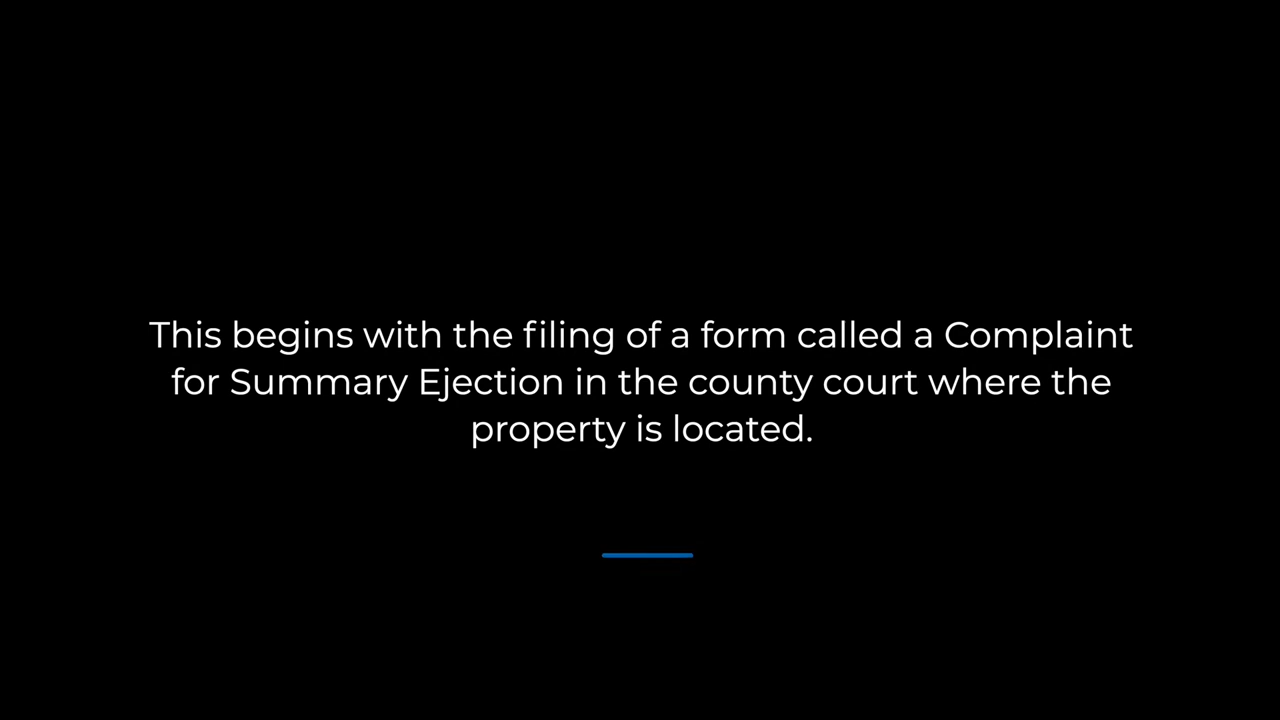 This begins with the filing of a form called a Complaint
for Summary Ejection in the county court where the
property is located.